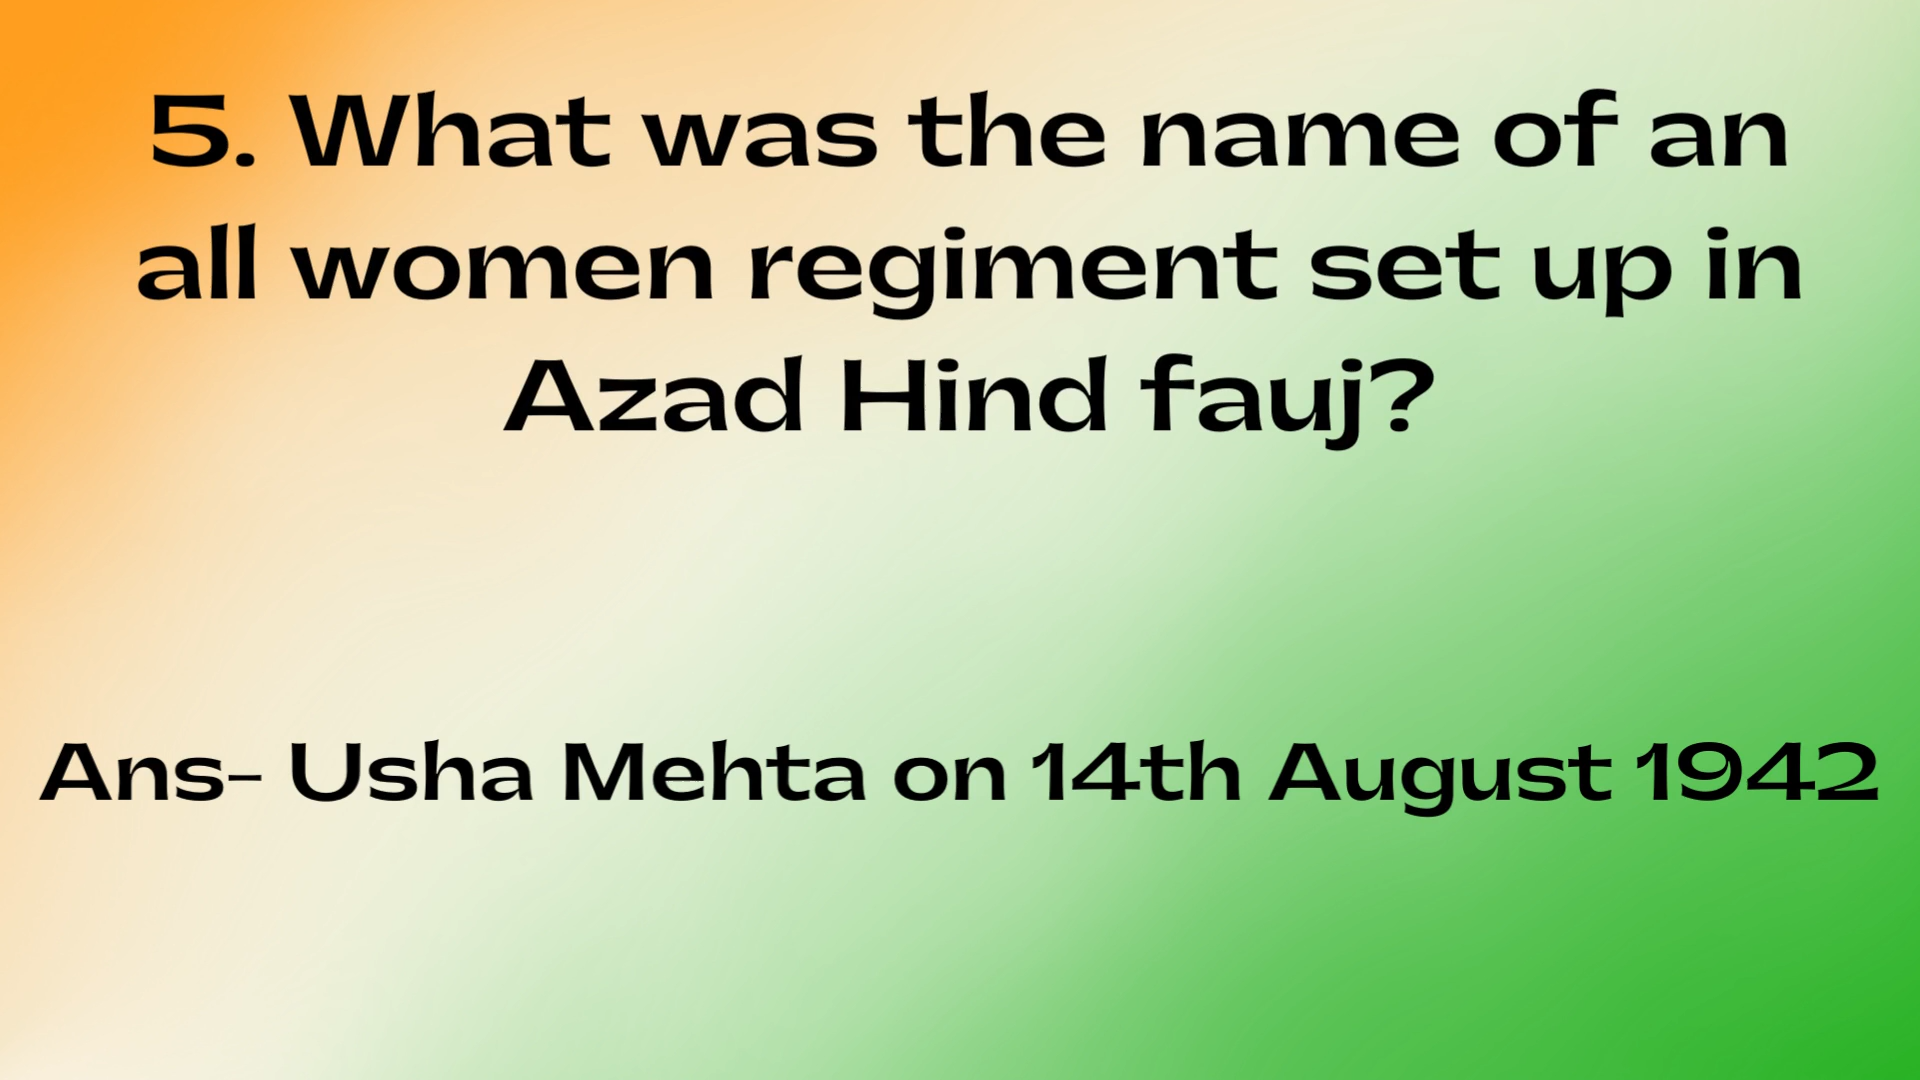 5. What was the name of an
all women regiment set up in
Azad Hind fauj?
Ans- Usha Mehta on 14th August 1942